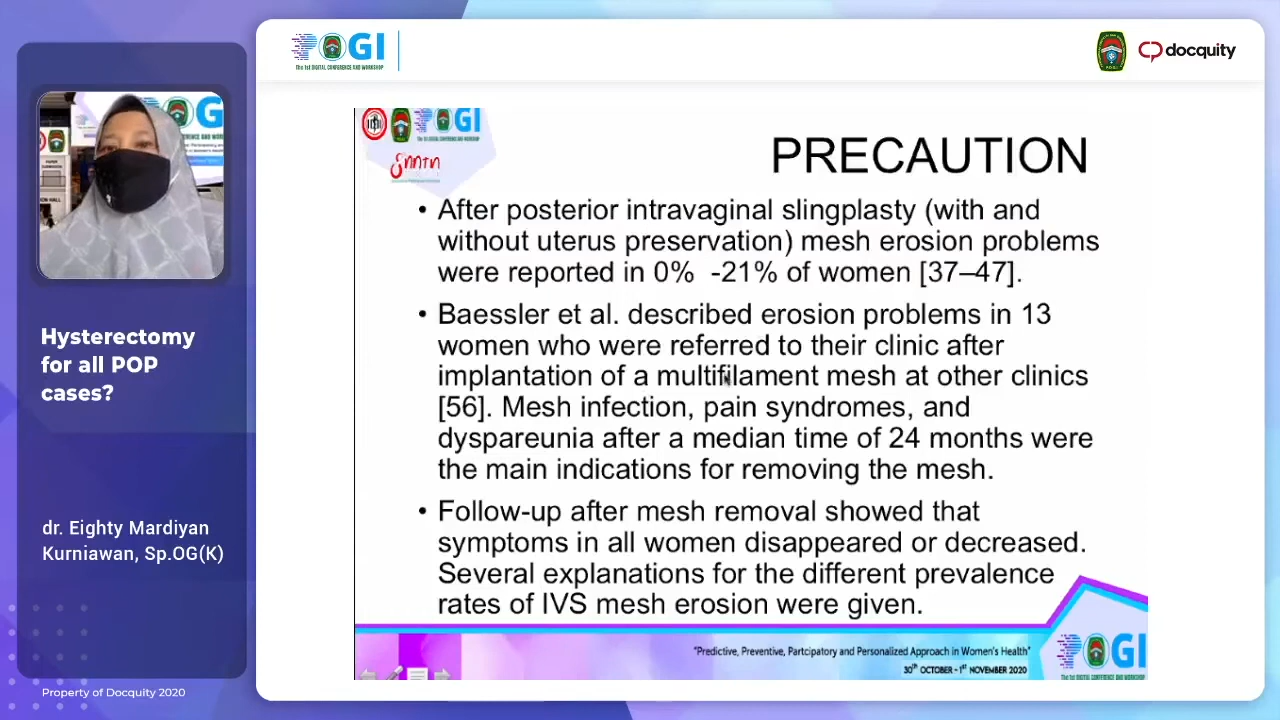 POGI
The 1st DIGITAL CONFERENCE AND WORKSHOP
docquity
PRECAUTION
• After posterior intravaginal slingplasty (with and
without uterus preservation) mesh erosion problems
were reported in 0% -21% of women [37–47].
• Baessler et al. described erosion problems in 13
women who were referred to their clinic after
implantation of a multifilament mesh at other clinics
[56]. Mesh infection, pain syndromes, and
dyspareunia after a median time of 24 months were
the main indications for removing the mesh.
• Follow-up after mesh removal showed that
symptoms in all women disappeared or decreased.
Several explanations for the different prevalence
rates of IVS mesh erosion were given.
"Predictive, Preventive, Partcipatory and Personalized Approach in Women's Health"
30TH OCTOBER - 1ST NOVEMBER 2020
POGI
Hysterectomy
for all POP
cases?
dr. Eighty Mardiyan
Kurniawan, Sp.OG(K)
Property of Docquity 2020